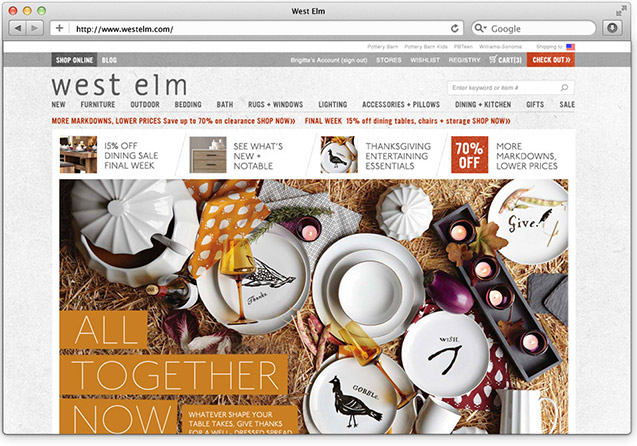 West Elm
http://www.westelm.com/
Google
Pottery Barn Pottery Barn Kids PBTeen Williams-Sonoma Shipping to
SHOP ONLINE BLOG Brigitte's Account (sign out) STORES WISHLIST REGISTRY CART(3) CHECK OUT »
west elm
Enter keyword or item #
NEW FURNITURE OUTDOOR BEDDING BATH RUGS + WINDOWS LIGHTING ACCESSORIES + PILLOWS DINING + KITCHEN GIFTS SALE
MORE MARKDOWNS, LOWER PRICES Save up to 70% on clearance SHOP NOW» FINAL WEEK 15% off dining tables, chairs + storage SHOP NOW»
15% OFF
DINING SALE
FINAL WEEK
SEE WHAT'S
NEW +
NOTABLE
THANKSGIVING
ENTERTAINING
ESSENTIALS
70%
OFF
MORE
MARKDOWNS,
LOWER PRICES
Give.
Thanks.
WISH.
GOBBLE.
ALL
TOGETHER
NOW
WHATEVER SHAPE YOUR
TABLE TAKES, GIVE THANKS
FOR A WELL-DRESSED SPREAD